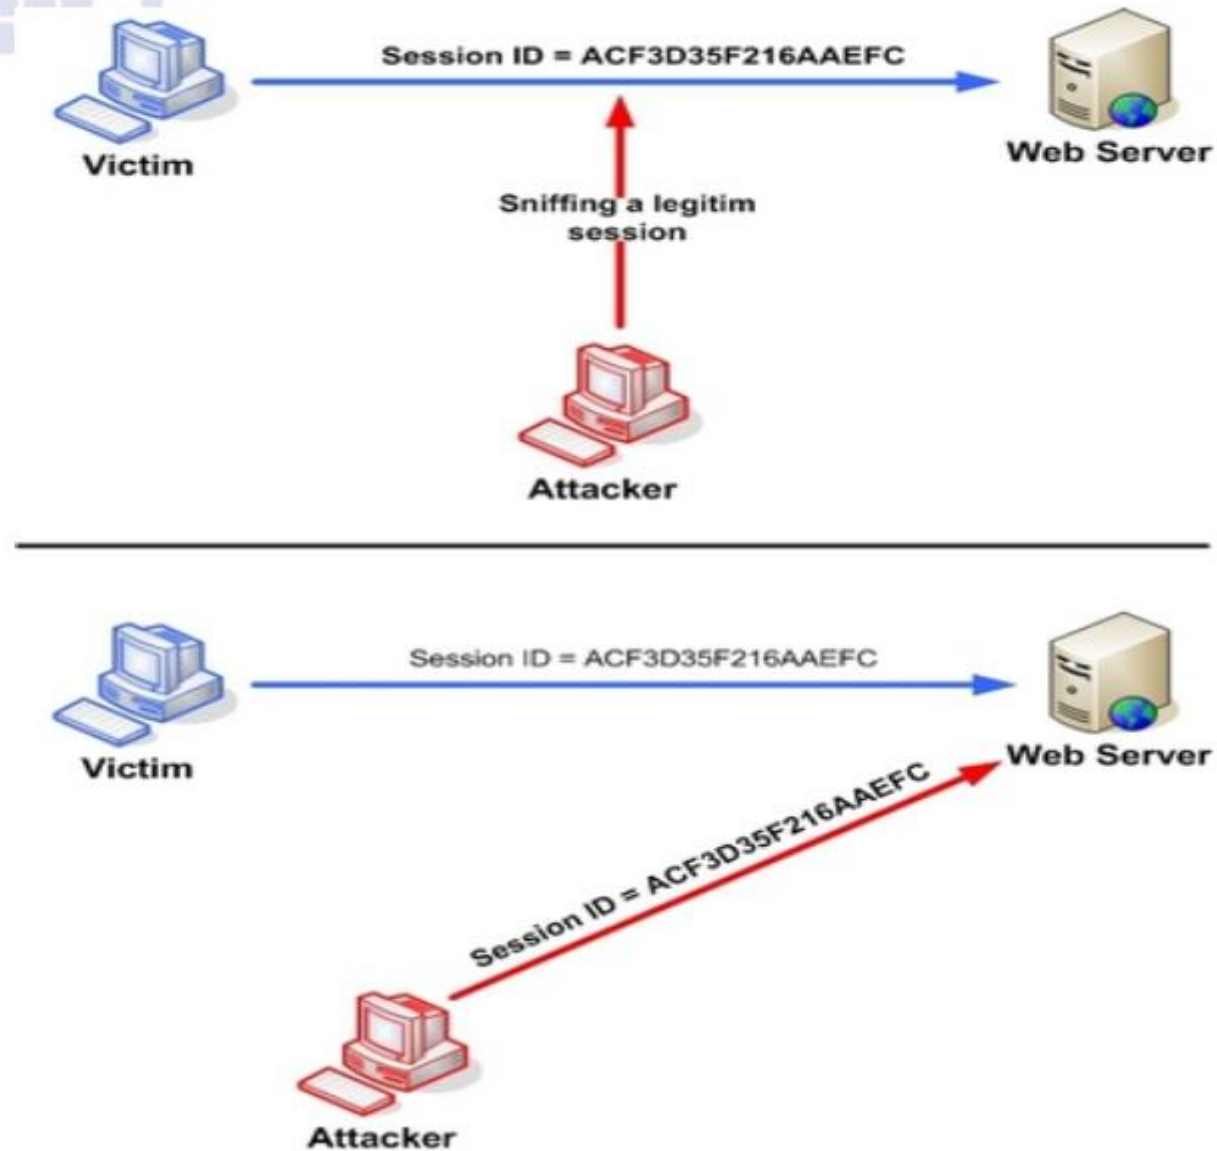 Session ID = ACF3D35F216AAEFC
Victim
Web Server
Sniffing a legitim
session
Attacker
Session ID = ACF3D35F216AAEFC
Victim
Web Server
Session ID = ACF3D35F216AAEFC
Attacker